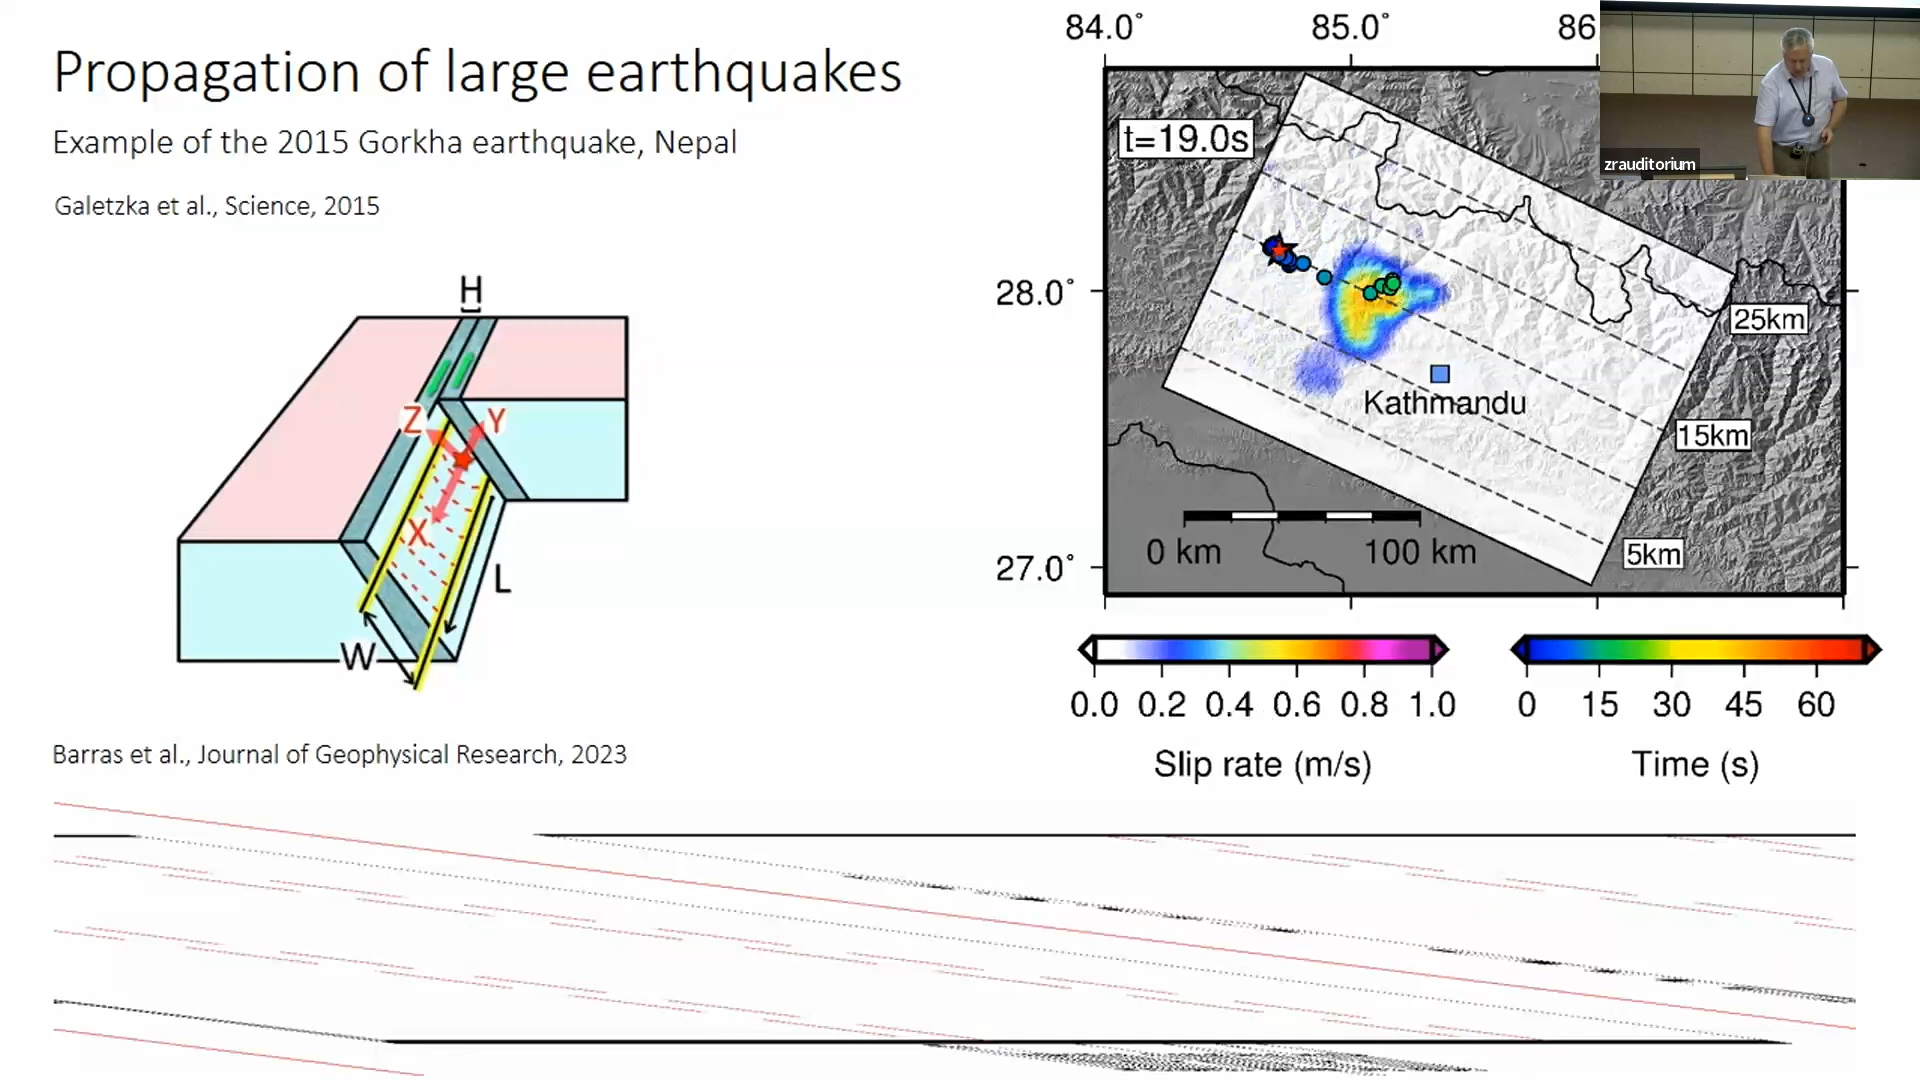 Propagation of large earthquakes
Example of the 2015 Gorkha earthquake, Nepal
Galetzka et al., Science, 2015
H
Z
Y
X
L
W
Barras et al., Journal of Geophysical Research, 2023
84.0°
85.0°
86
zrauditorium
t=19.0s
28.0°
25km
Kathmandu
15km
0 km
100 km
5km
27.0°
0.0 0.2 0.4 0.6 0.8 1.0
Slip rate (m/s)
0 15 30 45 60
Time (s)